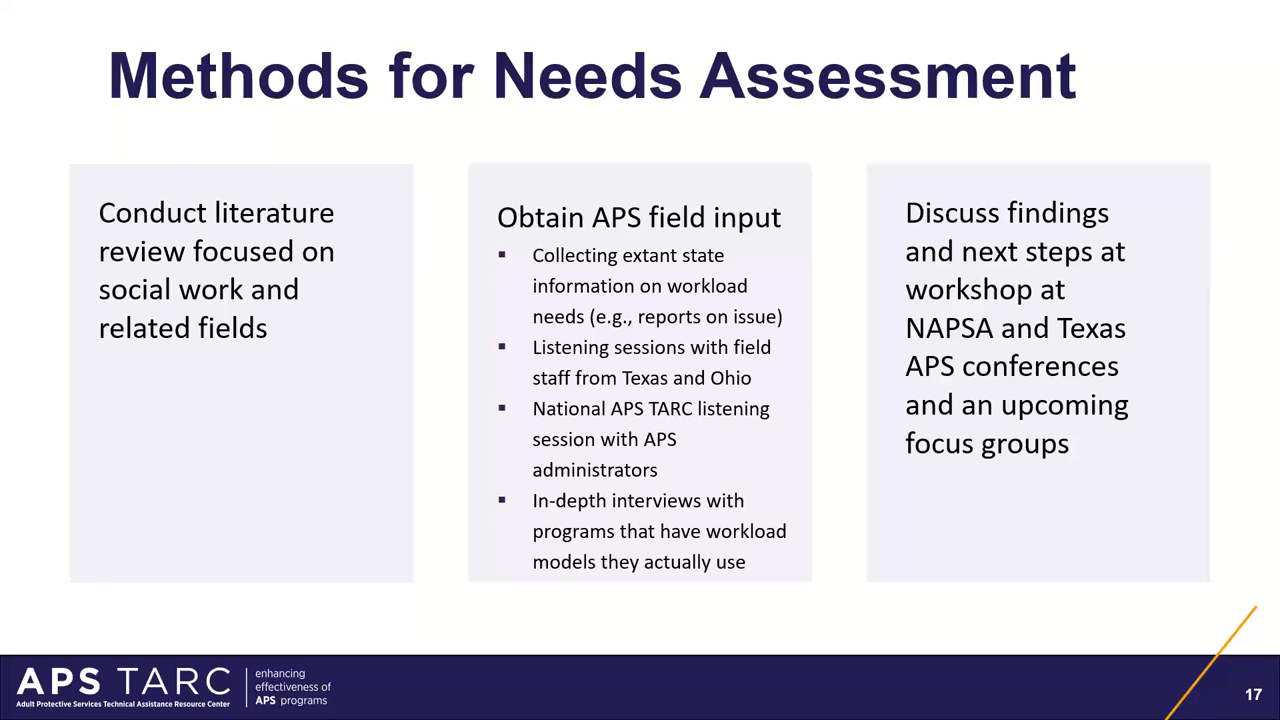 Methods for Needs Assessment
Conduct literature
review focused on
social work and
related fields
Obtain APS field input
▪ Collecting extant state
information on workload
needs (e.g., reports on issue)
▪ Listening sessions with field
staff from Texas and Ohio
▪ National APS TARC listening
session with APS
administrators
▪ In-depth interviews with
programs that have workload
models they actually use
Discuss findings
and next steps at
workshop at
NAPSA and Texas
APS conferences
and an upcoming
focus groups
APS TARC
Adult Protective Services Technical Assistance Resource Center
enhancing
effectiveness of
APS programs
17